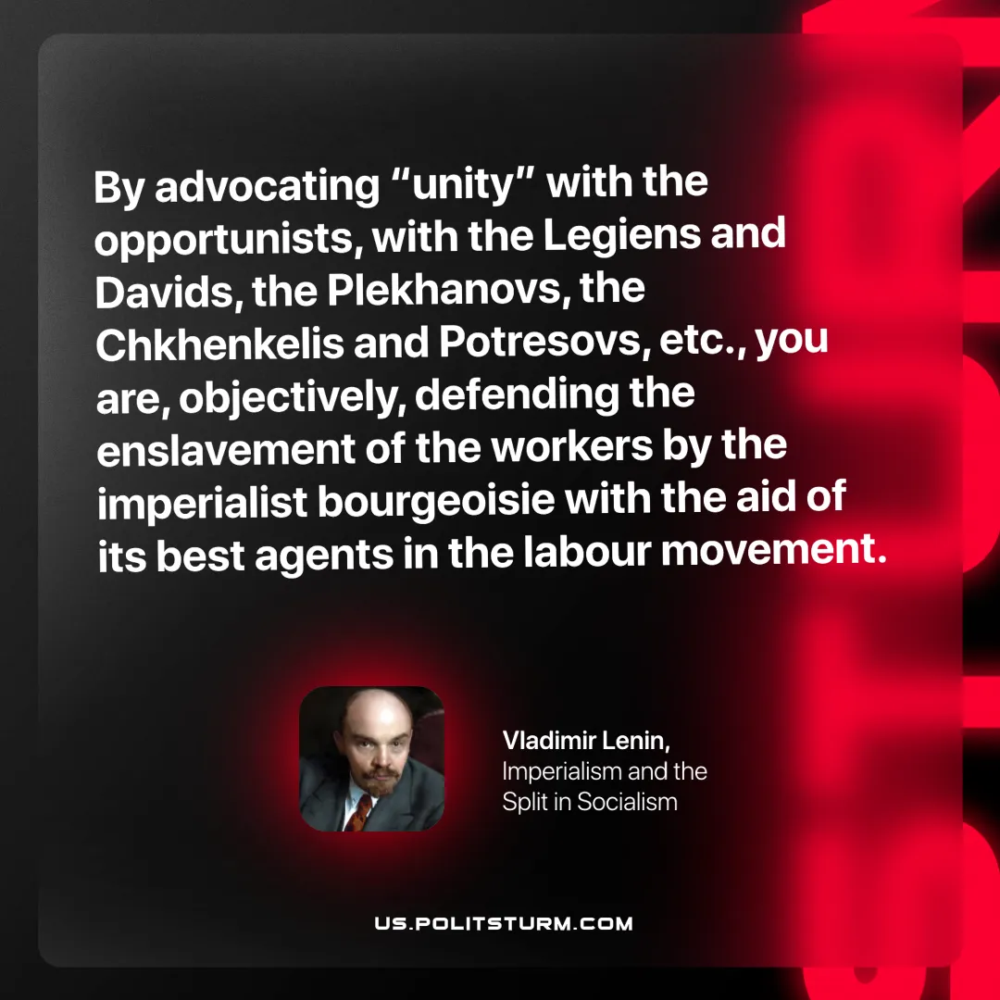 By advocating “unity” with the
opportunists, with the Legiens and
Davids, the Plekhanovs, the
Chkhenkelis and Potresovs, etc., you
are, objectively, defending the
enslavement of the workers by the
imperialist bourgeoisie with the aid of
its best agents in the labour movement.
Vladimir Lenin,
Imperialism and the
Split in Socialism
US.POLITSTURM.COM